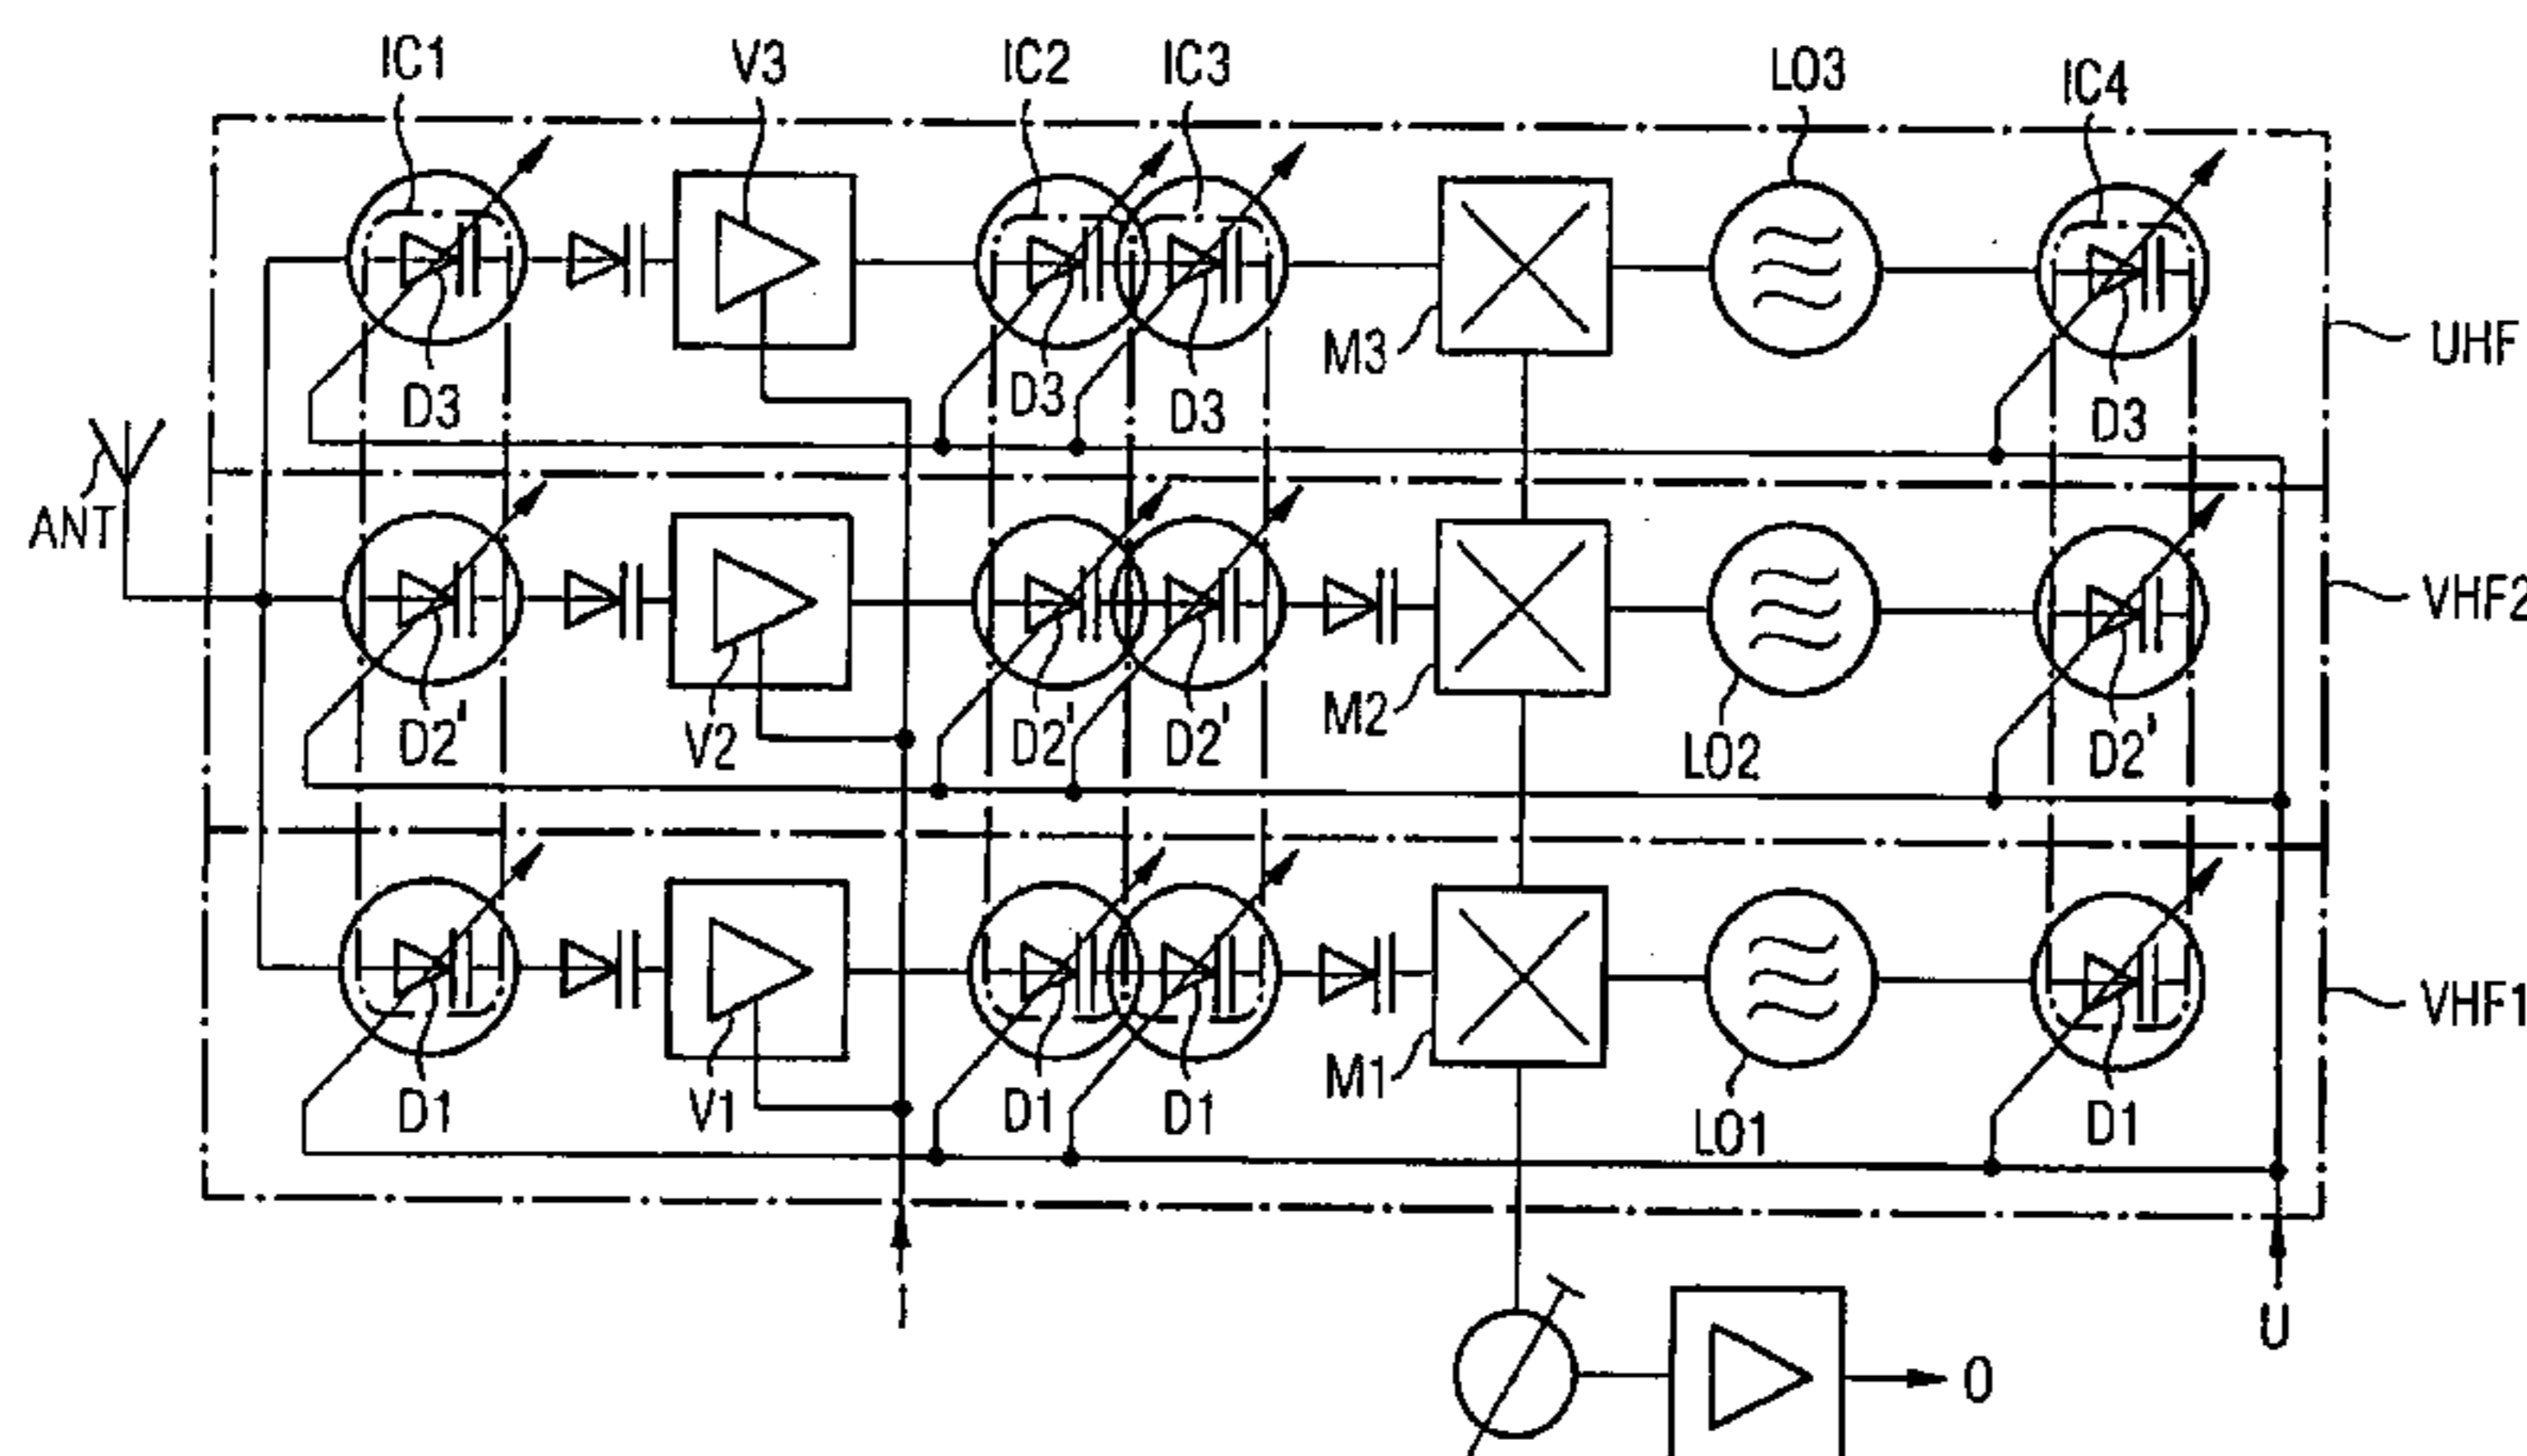 IC1 V3 IC2 IC3 LO3 IC4
UHF
M3
D3 D3 D3 D3
ANT
VHF2
M2
D2' V2 D2' D2' LO2 D2'
VHF1
M1
D1 V1 D1 D1 LO1 D1
I
U
O